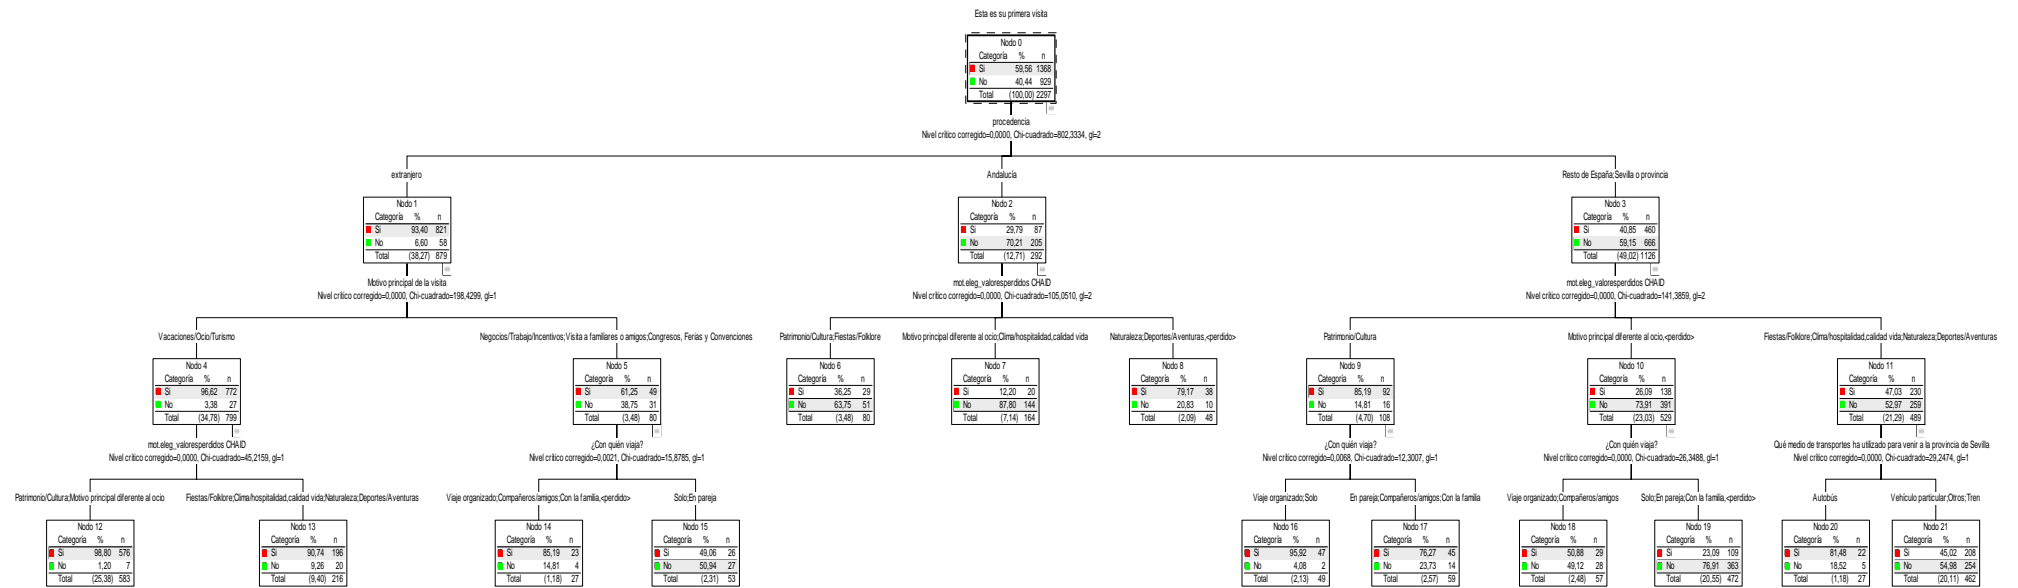 Esta es su primera visita
Nodo 0
Categoría % n
Si 59,56 1368
No 40,44 929
Total (100,00) 2297
procedencia
Nivel crítico corregido=0,0000, Chi-cuadrado=802,3334, gl=2
extranjero
Andalucía
Resto de España;Sevilla o provincia
Nodo 1
Categoría % n
Si 93,40 821
No 6,60 58
Total (38,27) 879
Nodo 2
Categoría % n
Si 29,79 87
No 70,21 205
Total (12,71) 292
Nodo 3
Categoría % n
Si 40,85 460
No 59,15 666
Total (49,02) 1126
Motivo principal de la visita
Nivel crítico corregido=0,0000, Chi-cuadrado=198,4299, gl=1
mot.eleg_valoresperdidos CHAID
Nivel crítico corregido=0,0000, Chi-cuadrado=105,0510, gl=2
mot.eleg_valoresperdidos CHAID
Nivel crítico corregido=0,0000, Chi-cuadrado=141,3859, gl=2
Vacaciones/Ocio/Turismo
Negocios/Trabajo/Incentivos;Visita a familiares o amigos;Congresos, Ferias y Convenciones
Patrimonio/Cultura;Fiestas/Folklore
Motivo principal diferente al ocio;Clima/hospitalidad,calidad vida
Naturaleza;Deportes/Aventuras,<perdido>
Patrimonio/Cultura
Motivo principal diferente al ocio,<perdido>
Fiestas/Folklore;Clima/hospitalidad,calidad vida;Naturaleza;Deportes/Aventuras
Nodo 4
Categoría % n
Si 96,62 772
No 3,38 27
Total (34,78) 799
Nodo 5
Categoría % n
Si 61,25 49
No 38,75 31
Total (3,48) 80
Nodo 6
Categoría % n
Si 36,25 29
No 63,75 51
Total (3,48) 80
Nodo 7
Categoría % n
Si 12,20 20
No 87,80 144
Total (7,14) 164
Nodo 8
Categoría % n
Si 79,17 38
No 20,83 10
Total (2,09) 48
Nodo 9
Categoría % n
Si 85,19 92
No 14,81 16
Total (4,70) 108
Nodo 10
Categoría % n
Si 26,09 138
No 73,91 391
Total (23,03) 529
Nodo 11
Categoría % n
Si 47,03 230
No 52,97 259
Total (21,29) 489
mot.eleg_valoresperdidos CHAID
Nivel crítico corregido=0,0000, Chi-cuadrado=45,2159, gl=1
¿Con quién viaja?
Nivel crítico corregido=0,0021, Chi-cuadrado=15,8785, gl=1
¿Con quién viaja?
Nivel crítico corregido=0,0068, Chi-cuadrado=12,3007, gl=1
¿Con quién viaja?
Nivel crítico corregido=0,0000, Chi-cuadrado=26,3488, gl=1
Qué medio de transportes ha utilizado para venir a la provincia de Sevilla
Nivel crítico corregido=0,0000, Chi-cuadrado=29,2474, gl=1
Patrimonio/Cultura;Motivo principal diferente al ocio
Fiestas/Folklore;Clima/hospitalidad,calidad vida;Naturaleza;Deportes/Aventuras
Viaje organizado;Compañeros/amigos;Con la familia,<perdido>
Solo;En pareja
Viaje organizado;Solo
En pareja;Compañeros/amigos;Con la familia
Viaje organizado;Compañeros/amigos
Solo;En pareja;Con la familia,<perdido>
Autobús
Vehículo particular;Otros;Tren
Nodo 12
Categoría % n
Si 98,80 576
No 1,20 7
Total (25,38) 583
Nodo 13
Categoría % n
Si 90,74 196
No 9,26 20
Total (9,40) 216
Nodo 14
Categoría % n
Si 85,19 23
No 14,81 4
Total (1,18) 27
Nodo 15
Categoría % n
Si 49,06 26
No 50,94 27
Total (2,31) 53
Nodo 16
Categoría % n
Si 95,92 47
No 4,08 2
Total (2,13) 49
Nodo 17
Categoría % n
Si 76,27 45
No 23,73 14
Total (2,57) 59
Nodo 18
Categoría % n
Si 50,88 29
No 49,12 28
Total (2,48) 57
Nodo 19
Categoría % n
Si 23,09 109
No 76,91 363
Total (20,55) 472
Nodo 20
Categoría % n
Si 81,48 22
No 18,52 5
Total (1,18) 27
Nodo 21
Categoría % n
Si 45,02 208
No 54,98 254
Total (20,11) 462